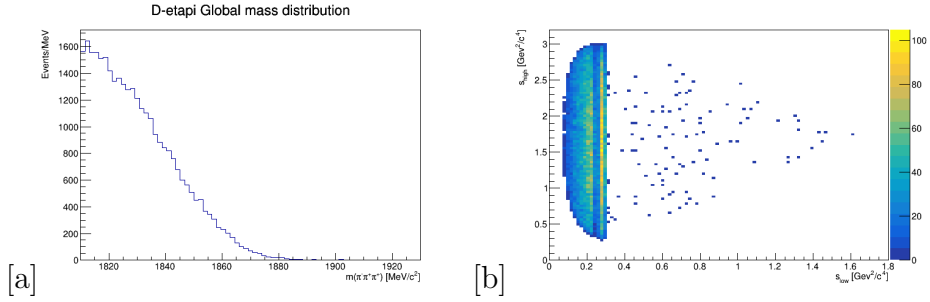 D-etapi Global mass distribution
Events/MeV
1600
1400
1200
1000
800
600
400
200
0
1820 1840 1860 1880 1900 1920
m(π⁻π⁺π⁺) [MeV/c²]
[a]
s_high [Gev²/c⁴]
3
2.5
2
1.5
1
0.5
0
0 0.2 0.4 0.6 0.8 1 1.2 1.4 1.6 1.8
s_low [Gev²/c⁴]
100
80
60
40
20
0
[b]